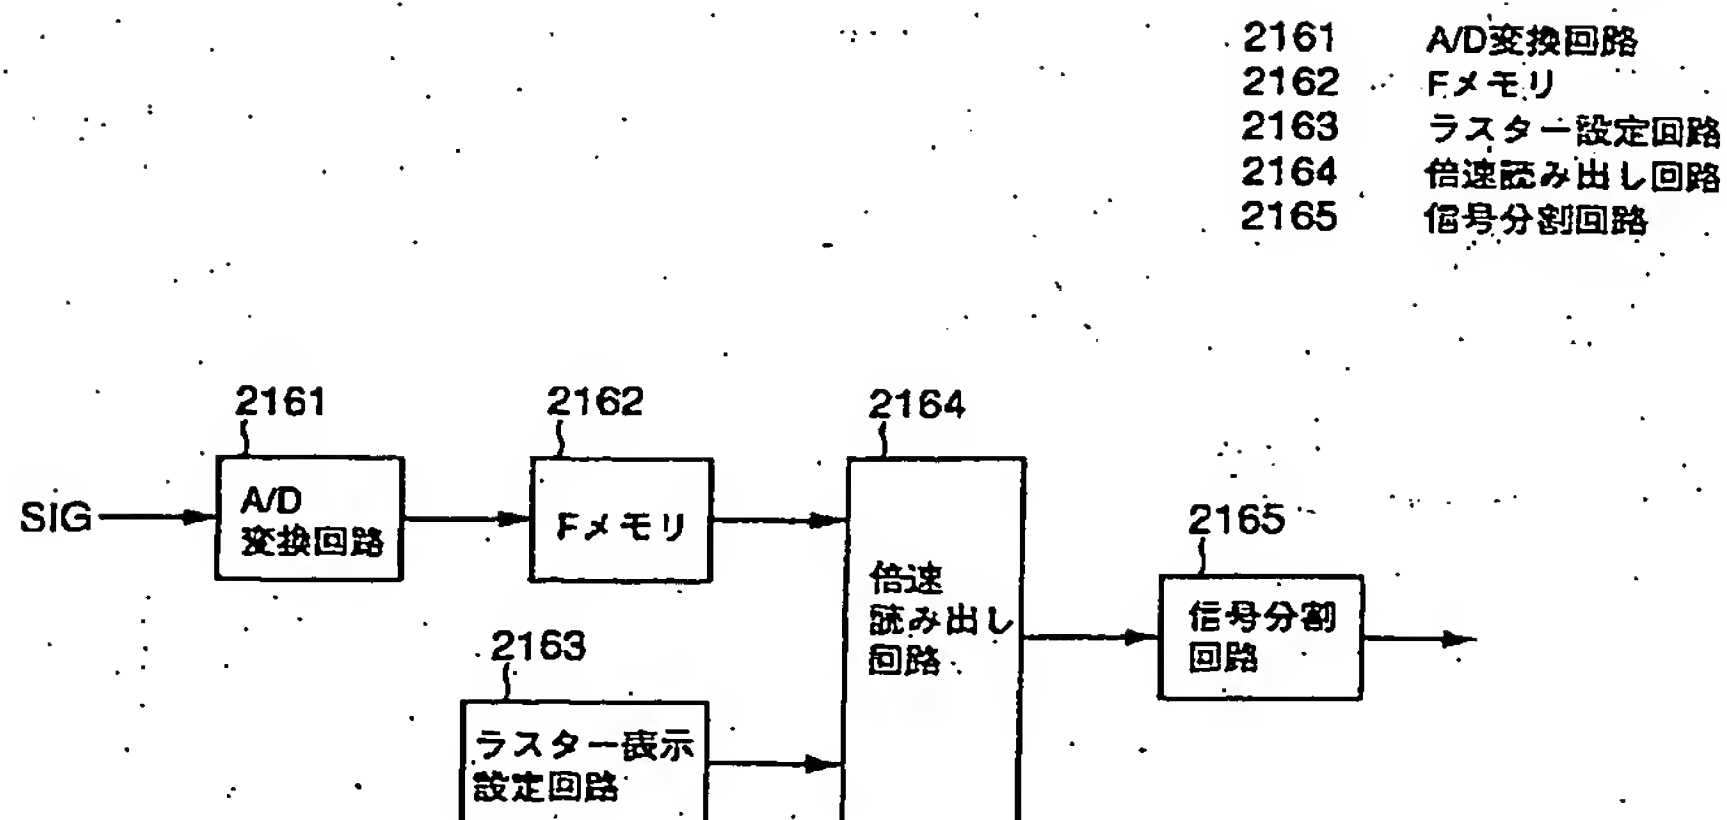 2161 A/D変換回路
2162 Fメモリ
2163 ラスター設定回路
2164 倍速読み出し回路
2165 信号分割回路
2161
2162
2164
SIG
A/D
変換回路
Fメモリ
倍速
読み出し
回路
2165
信号分割
回路
2163
ラスター表示
設定回路